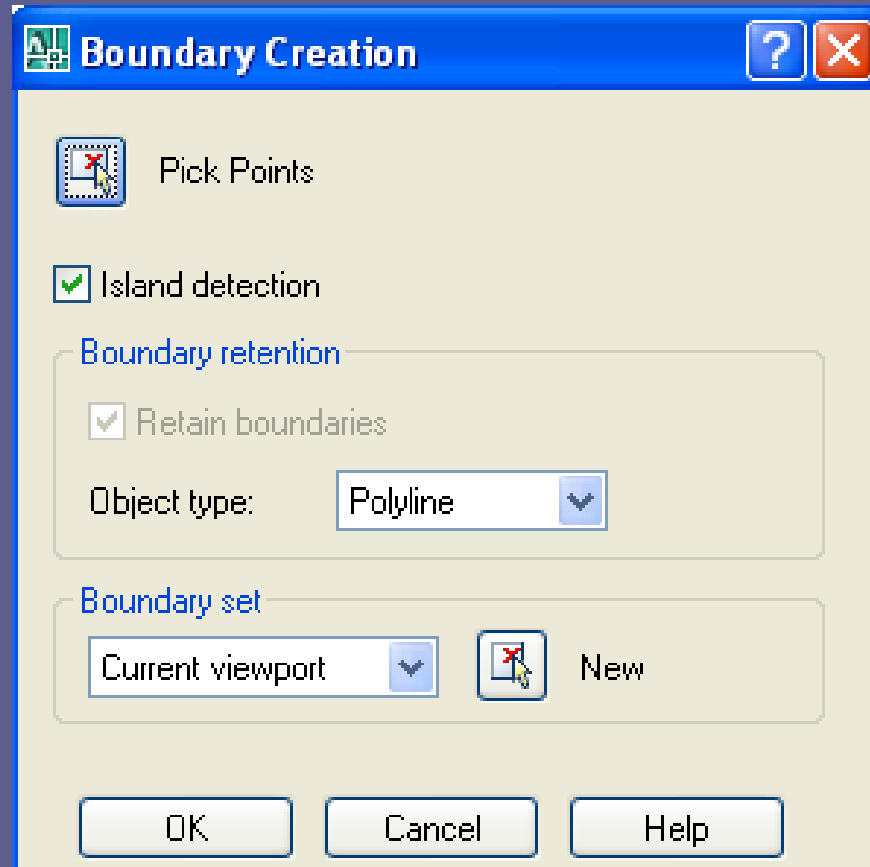 Boundary Creation
Pick Points
Island detection
Boundary retention
Retain boundaries
Object type: Polyline
Boundary set
Current viewport New
OK Cancel Help